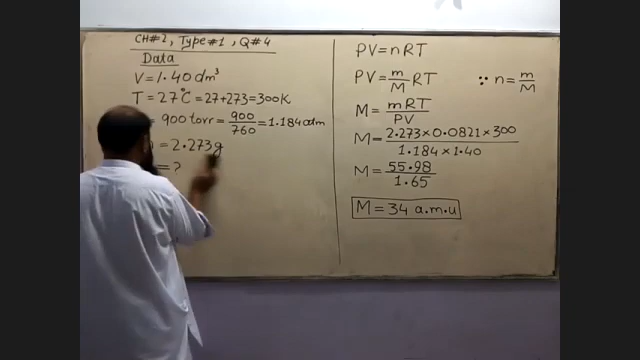 CH#2, Type#1, Q#4
Data
V = 1.40 dm³
T = 27°C = 27+273 = 300K
= 900 torr = 900/760 = 1.184 atm
= 2.273g
= ?
PV = nRT
PV = m/M RT ∵ n = m/M
M = mRT/PV
M = 2.273 × 0.0821 × 300 / 1.184 × 1.40
M = 55.98/1.65
M = 34 a.m.u